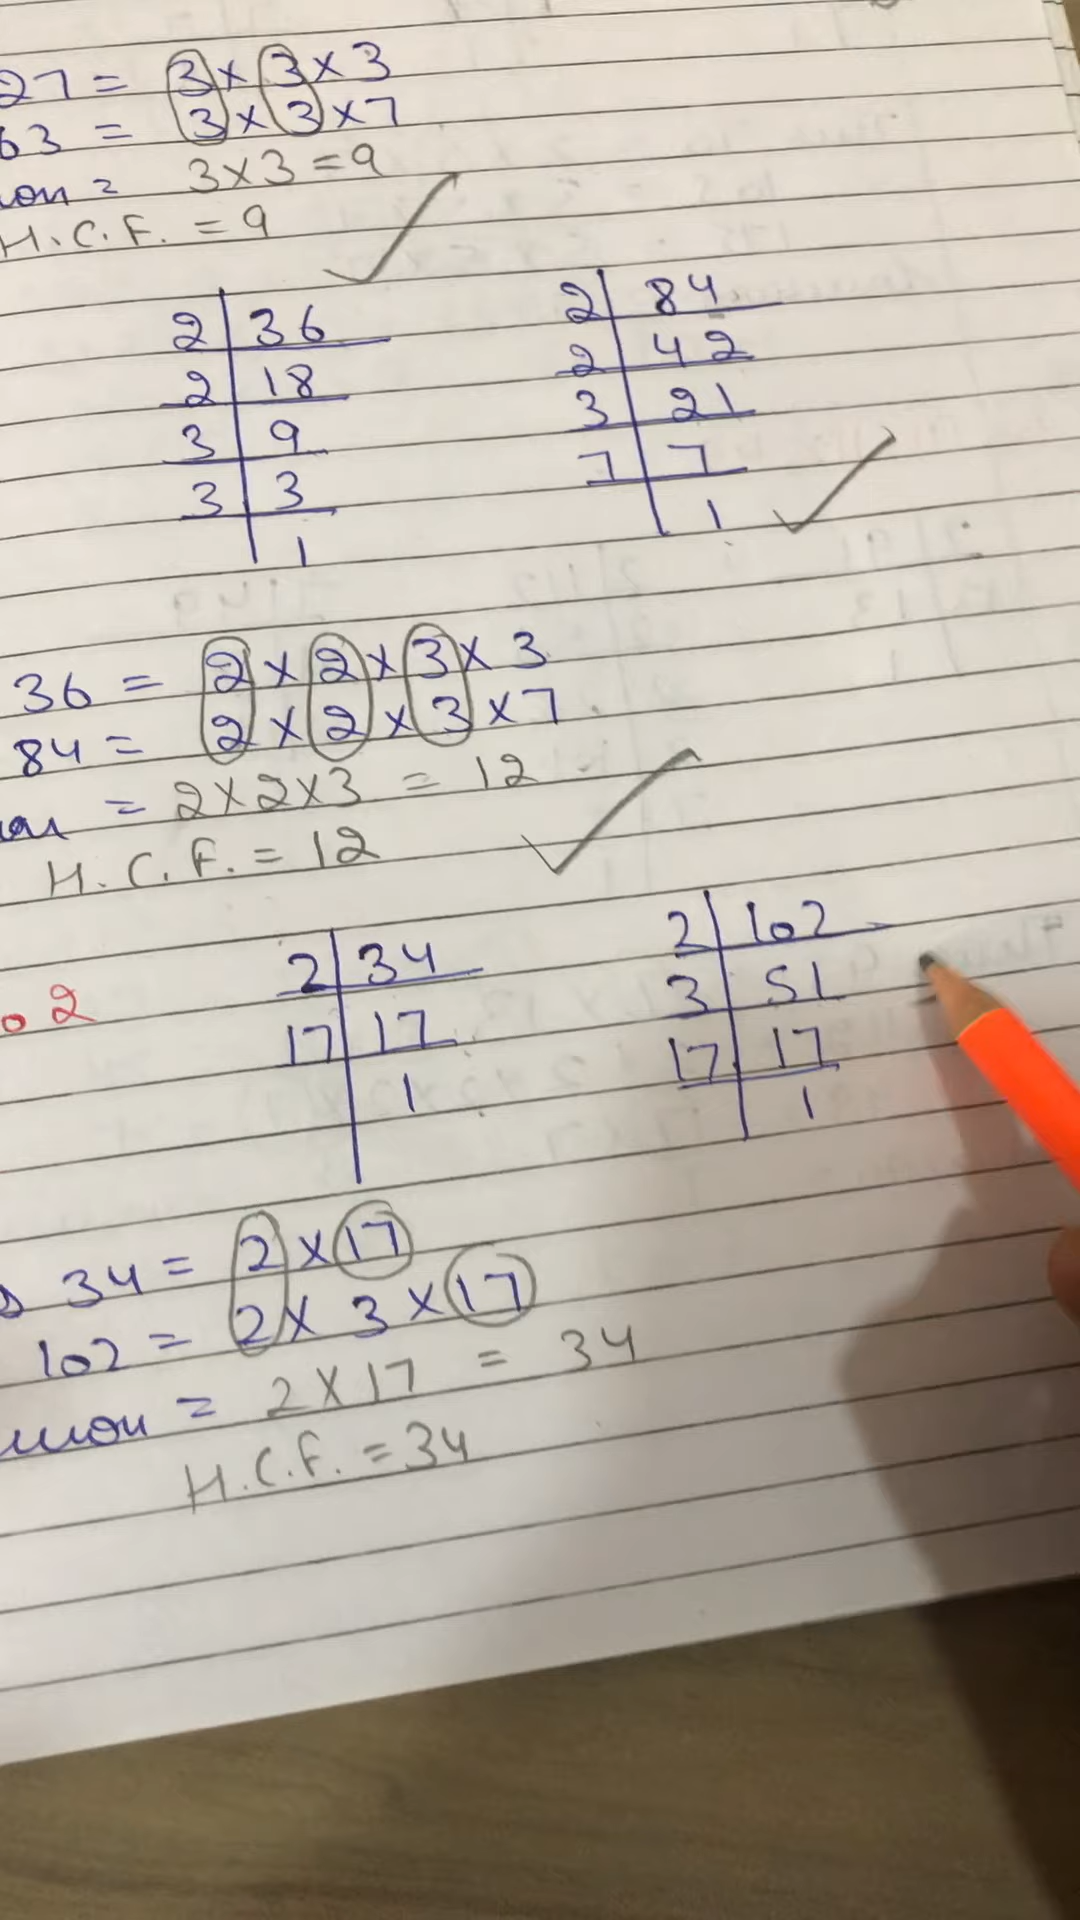 27 = 3 × 3 × 3
63 = 3 × 3 × 7
= 3 × 3 = 9
H.C.F. = 9
2 | 36
2 | 18
3 | 9
3 | 3
1
2 | 84
2 | 42
3 | 21
7 | 7
1
36 = 2 × 2 × 3 × 3
84 = 2 × 2 × 3 × 7
= 2 × 2 × 3 = 12
H.C.F. = 12
02
2 | 34
17 | 17
1
2 | 102
3 | 51
17 | 17
1
34 = 2 × 17
102 = 2 × 3 × 17
= 2 × 17 = 34
H.C.F. = 34